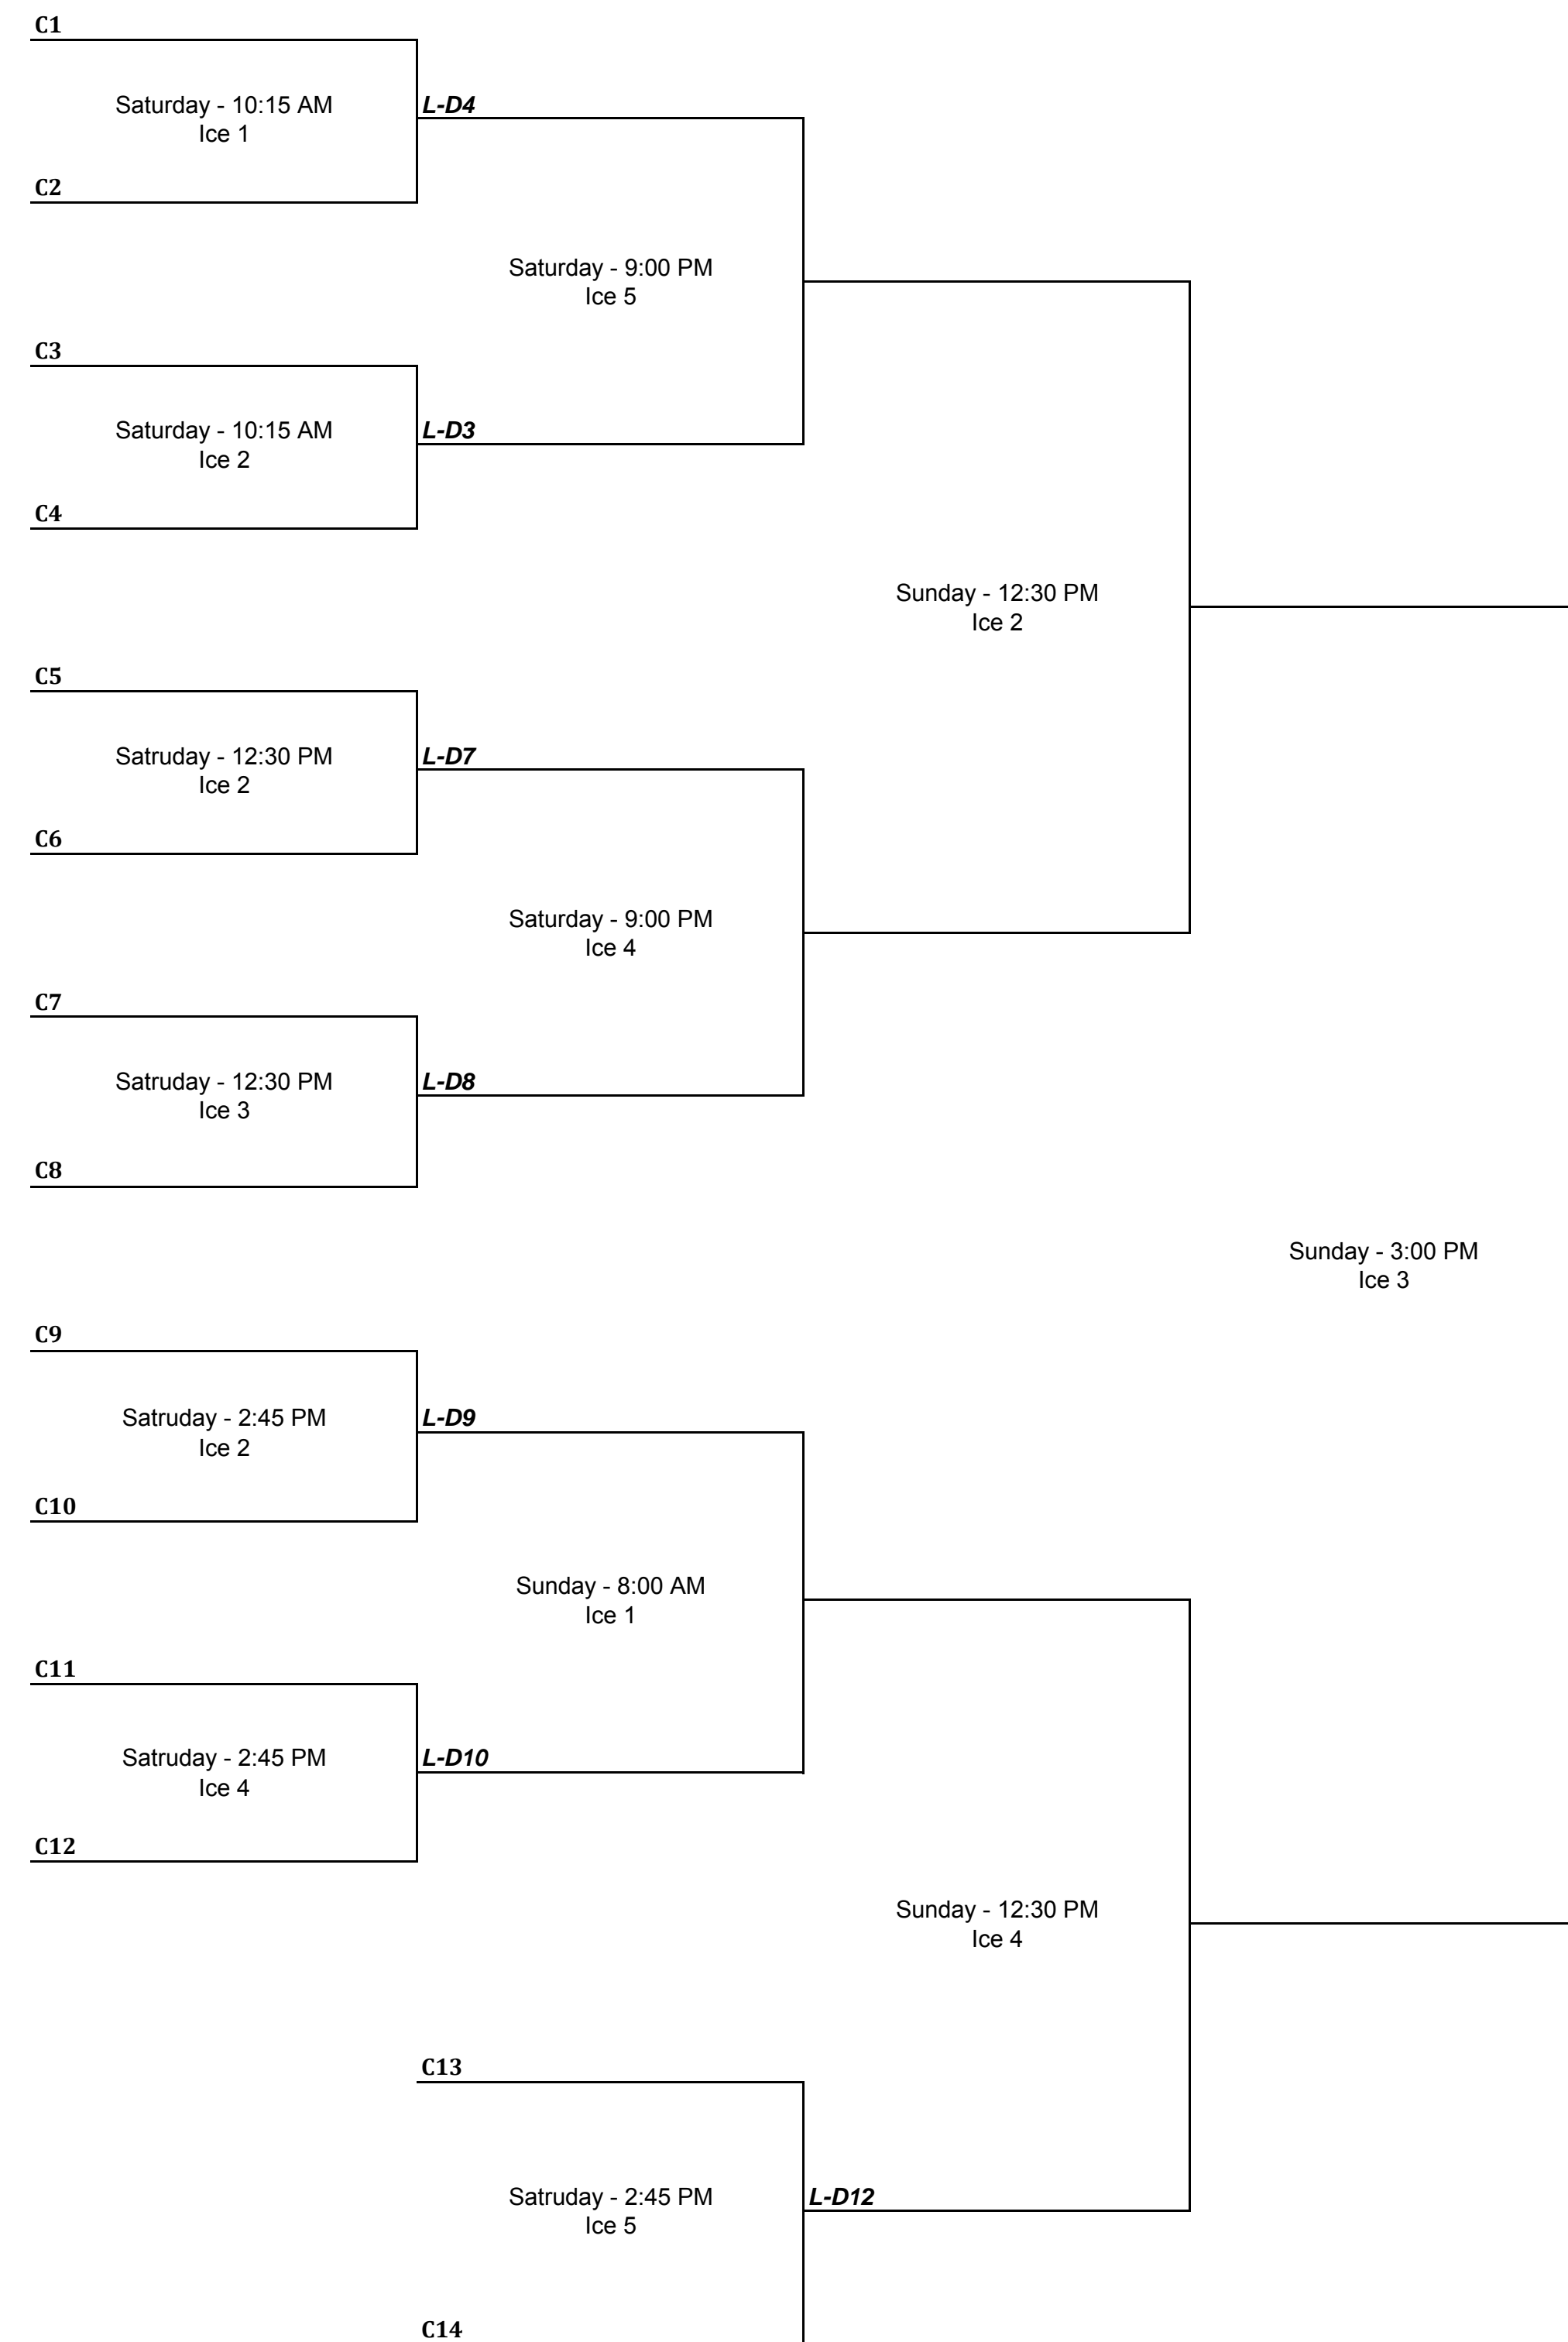 C1
Saturday - 10:15 AM
Ice 1
L-D4
C2
Saturday - 9:00 PM
Ice 5
C3
Saturday - 10:15 AM
Ice 2
L-D3
C4
Sunday - 12:30 PM
Ice 2
C5
Satruday - 12:30 PM
Ice 2
L-D7
C6
Saturday - 9:00 PM
Ice 4
C7
Satruday - 12:30 PM
Ice 3
L-D8
C8
Sunday - 3:00 PM
Ice 3
C9
Satruday - 2:45 PM
Ice 2
L-D9
C10
Sunday - 8:00 AM
Ice 1
C11
Satruday - 2:45 PM
Ice 4
L-D10
C12
Sunday - 12:30 PM
Ice 4
C13
Satruday - 2:45 PM
Ice 5
L-D12
C14